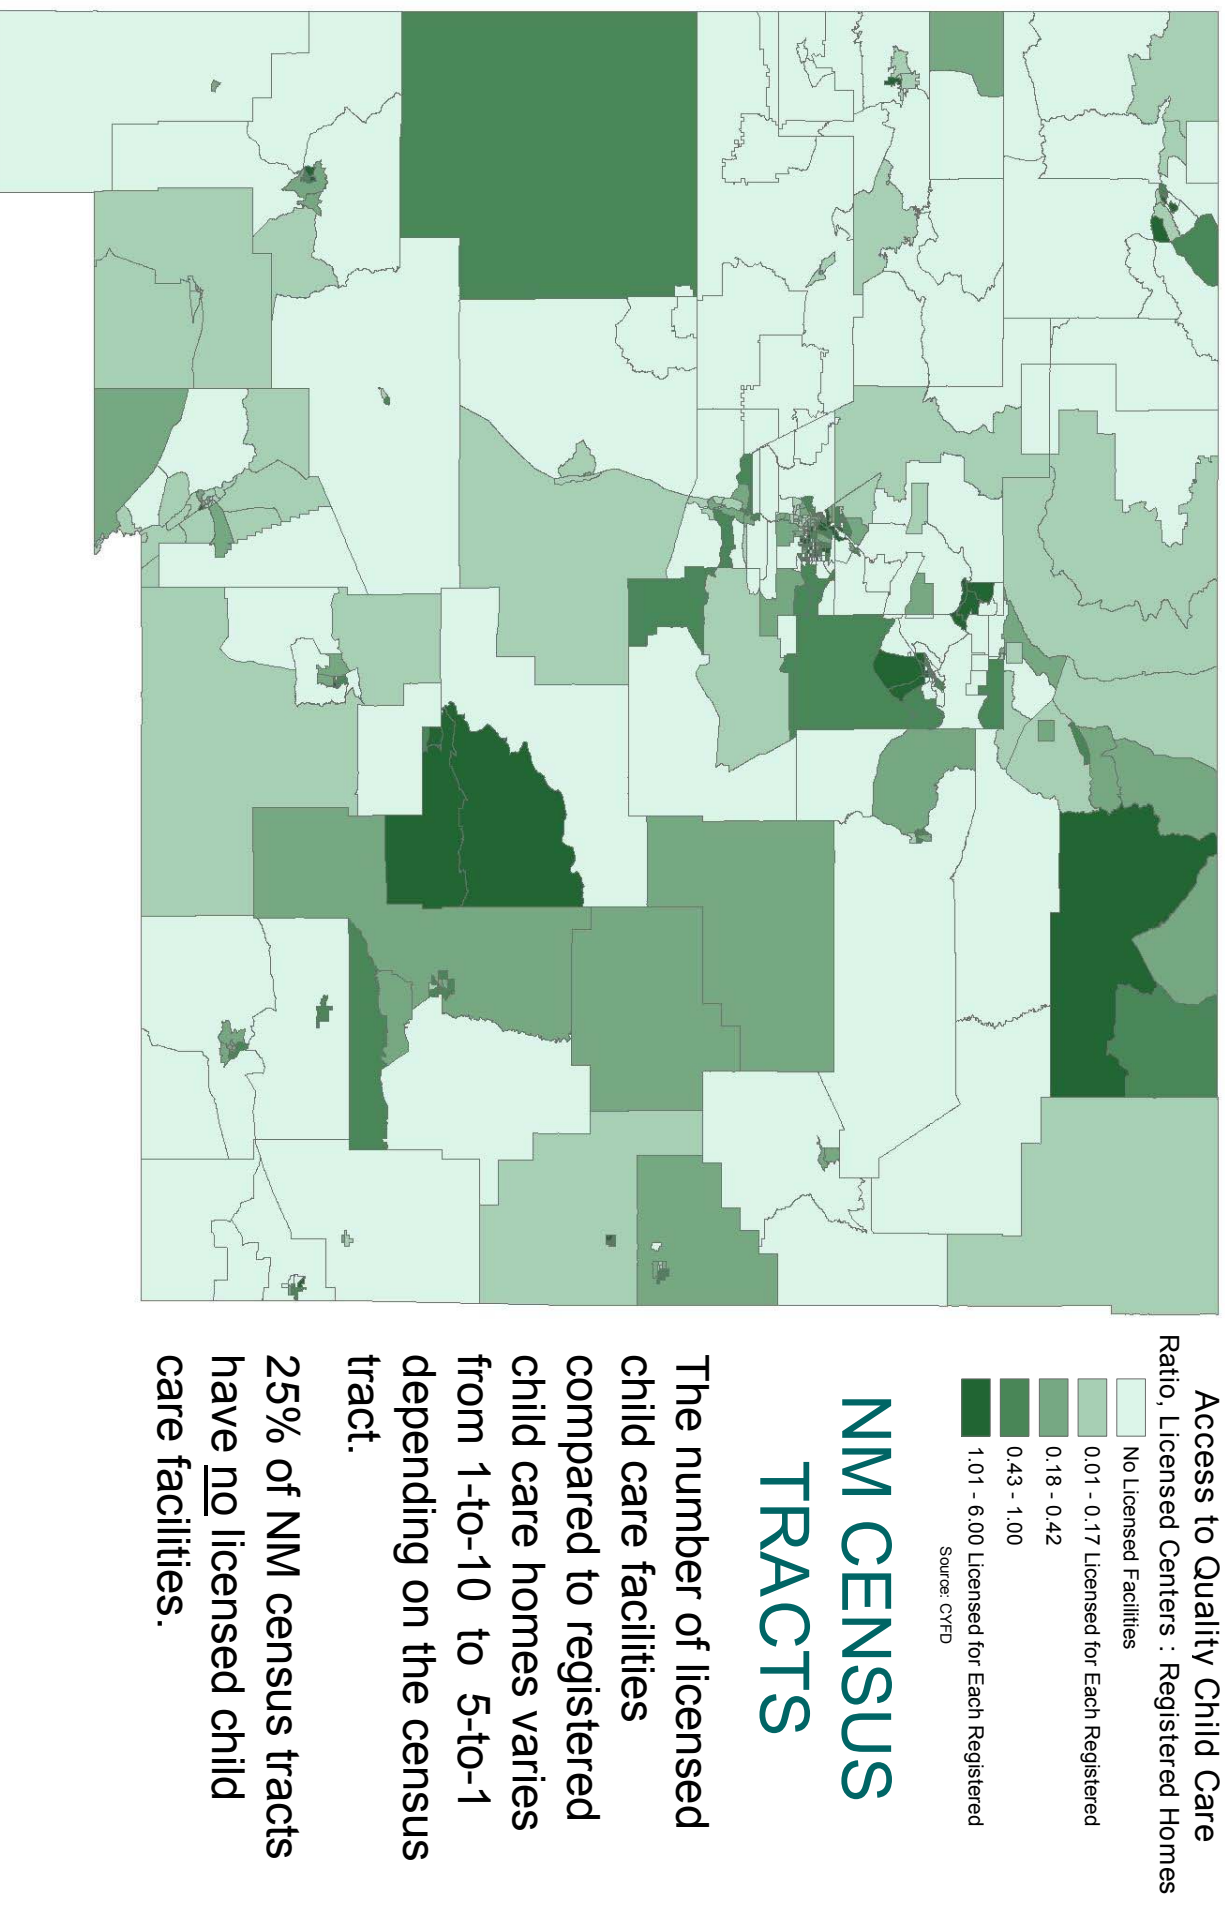 Access to Quality Child Care
Ratio, Licensed Centers : Registered Homes
No Licensed Facilities
0.01 - 0.17 Licensed for Each Registered
0.18 - 0.42
0.43 - 1.00
1.01 - 6.00 Licensed for Each Registered
Source: CYFD
NM CENSUS
TRACTS
The number of licensed
child care facilities
compared to registered
child care homes varies
from 1-to-10 to 5-to-1
depending on the census
tract.
25% of NM census tracts
have no licensed child
care facilities.